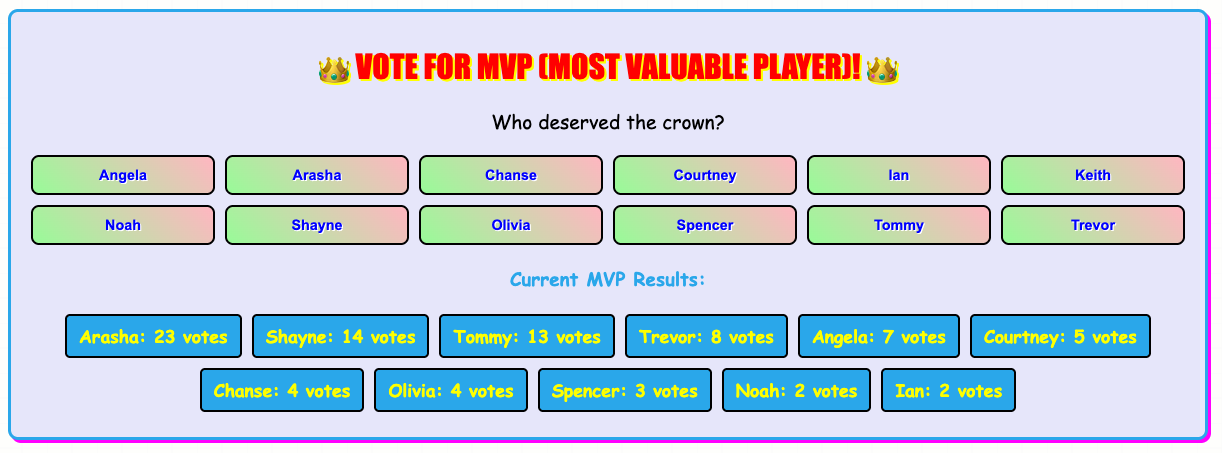 👑 VOTE FOR MVP (MOST VALUABLE PLAYER)! 👑
Who deserved the crown?
Angela Arasha Chanse Courtney Ian Keith
Noah Shayne Olivia Spencer Tommy Trevor
Current MVP Results:
Arasha: 23 votes Shayne: 14 votes Tommy: 13 votes Trevor: 8 votes Angela: 7 votes Courtney: 5 votes
Chanse: 4 votes Olivia: 4 votes Spencer: 3 votes Noah: 2 votes Ian: 2 votes